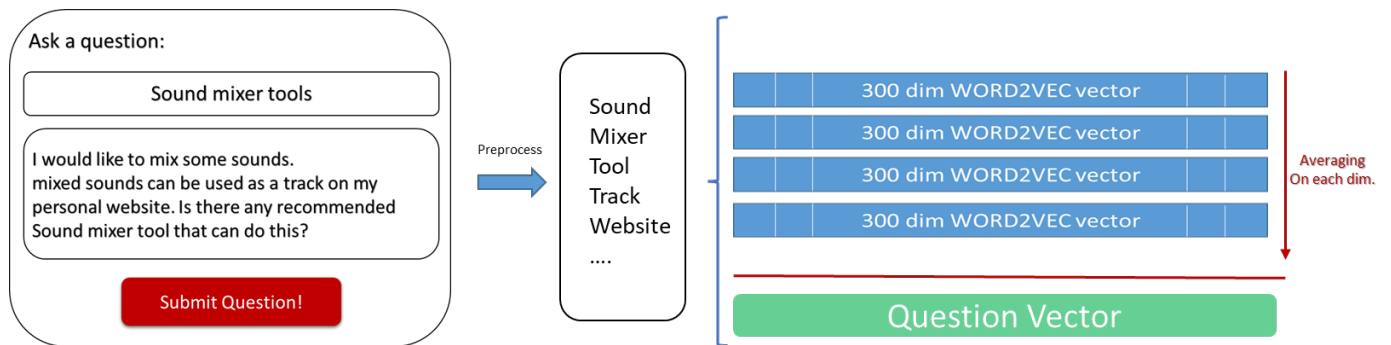 Ask a question:
Sound mixer tools
I would like to mix some sounds.
mixed sounds can be used as a track on my
personal website. Is there any recommended
Sound mixer tool that can do this?
Submit Question!
Preprocess
Sound
Mixer
Tool
Track
Website
....
300 dim WORD2VEC vector
300 dim WORD2VEC vector
300 dim WORD2VEC vector
300 dim WORD2VEC vector
Averaging
On each dim.
Question Vector